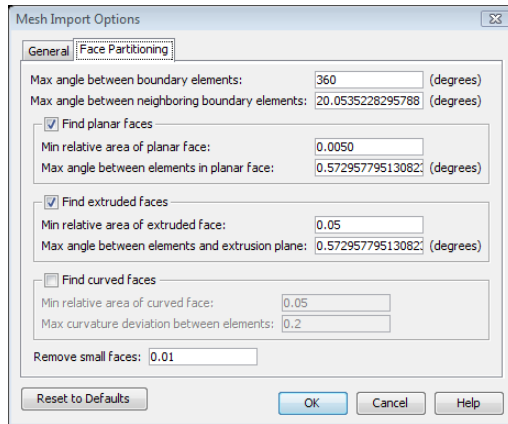 Mesh Import Options
General Face Partitioning
Max angle between boundary elements: 360 (degrees)
Max angle between neighboring boundary elements: 20.0535228295788 (degrees)
Find planar faces
Min relative area of planar face: 0.0050
Max angle between elements in planar face: 0.57295779513082 (degrees)
Find extruded faces
Min relative area of extruded face: 0.05
Max angle between elements and extrusion plane: 0.57295779513082 (degrees)
Find curved faces
Min relative area of curved face: 0.05
Max curvature deviation between elements: 0.2
Remove small faces: 0.01
Reset to Defaults OK Cancel Help